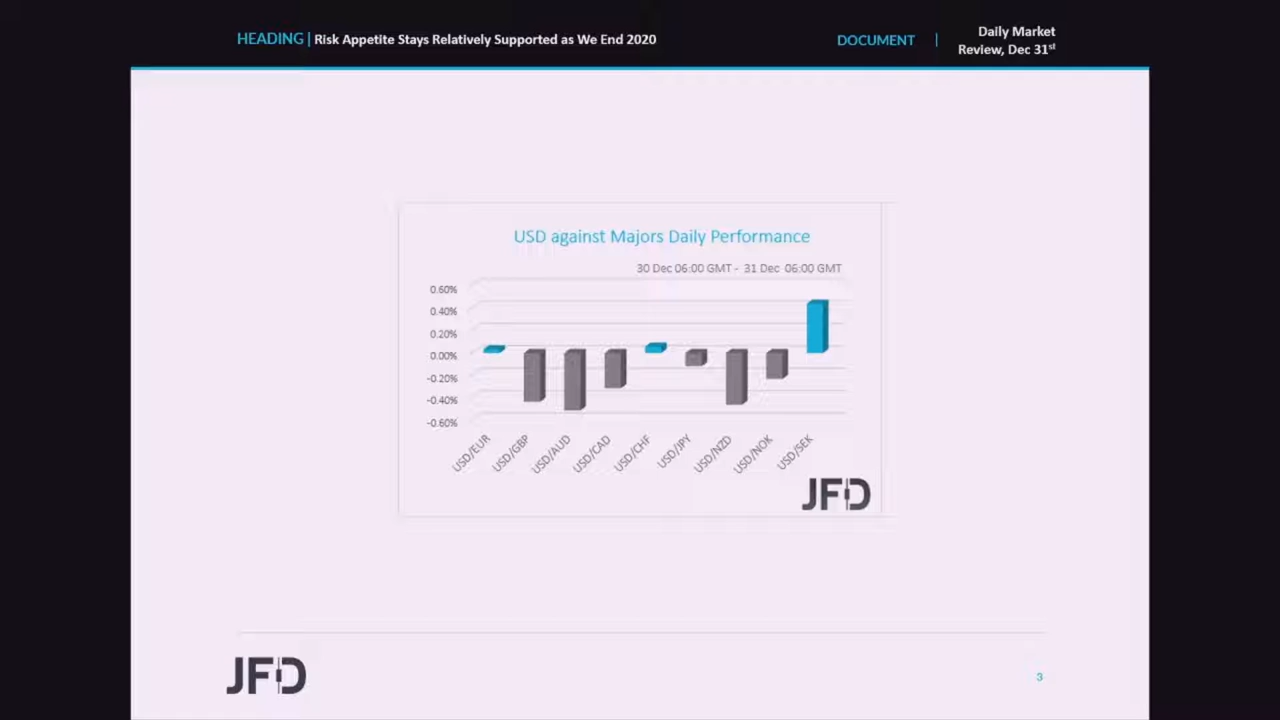 HEADING | Risk Appetite Stays Relatively Supported as We End 2020
DOCUMENT |
Daily Market
Review, Dec 31st
USD against Majors Daily Performance
30 Dec 06:00 GMT - 31 Dec 06:00 GMT
0.60%
0.40%
0.20%
0.00%
-0.20%
-0.40%
-0.60%
USD/EUR
USD/GBP
USD/AUD
USD/CAD
USD/CHF
USD/JPY
USD/NZD
USD/NOK
USD/SEK
JFD
JFD
3